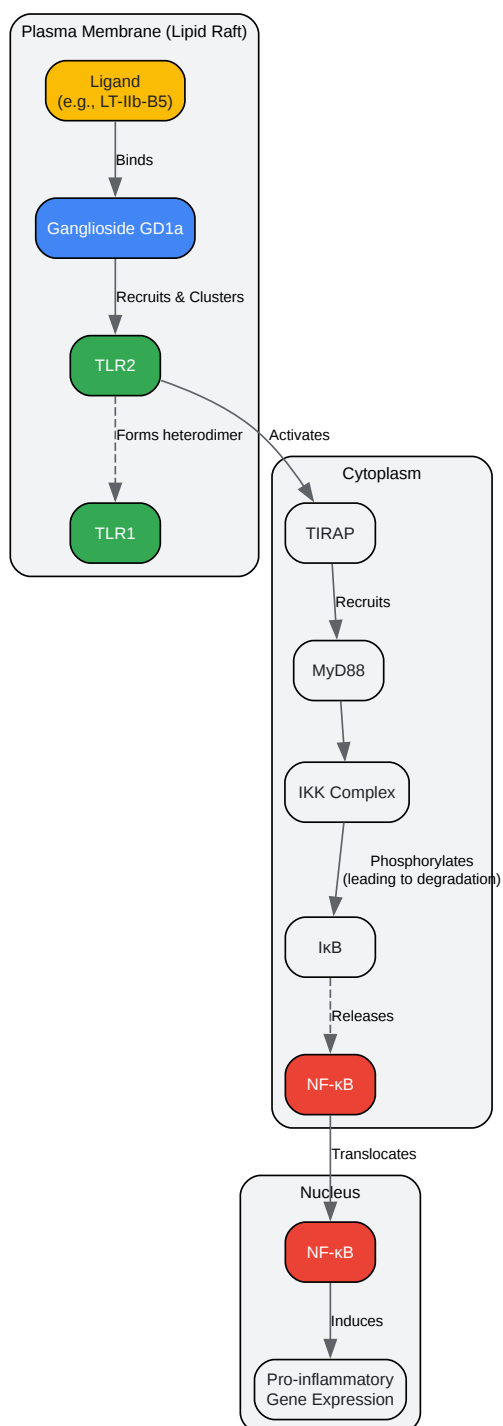 Plasma Membrane (Lipid Raft)
Ligand
(e.g., LT-IIb-B5)
Binds
Ganglioside GD1a
Recruits & Clusters
TLR2
Forms heterodimer
Activates
TLR1
Cytoplasm
TIRAP
Recruits
MyD88
IKK Complex
Phosphorylates
(leading to degradation)
IκB
Releases
NF-κB
Translocates
Nucleus
NF-κB
Induces
Pro-inflammatory
Gene Expression